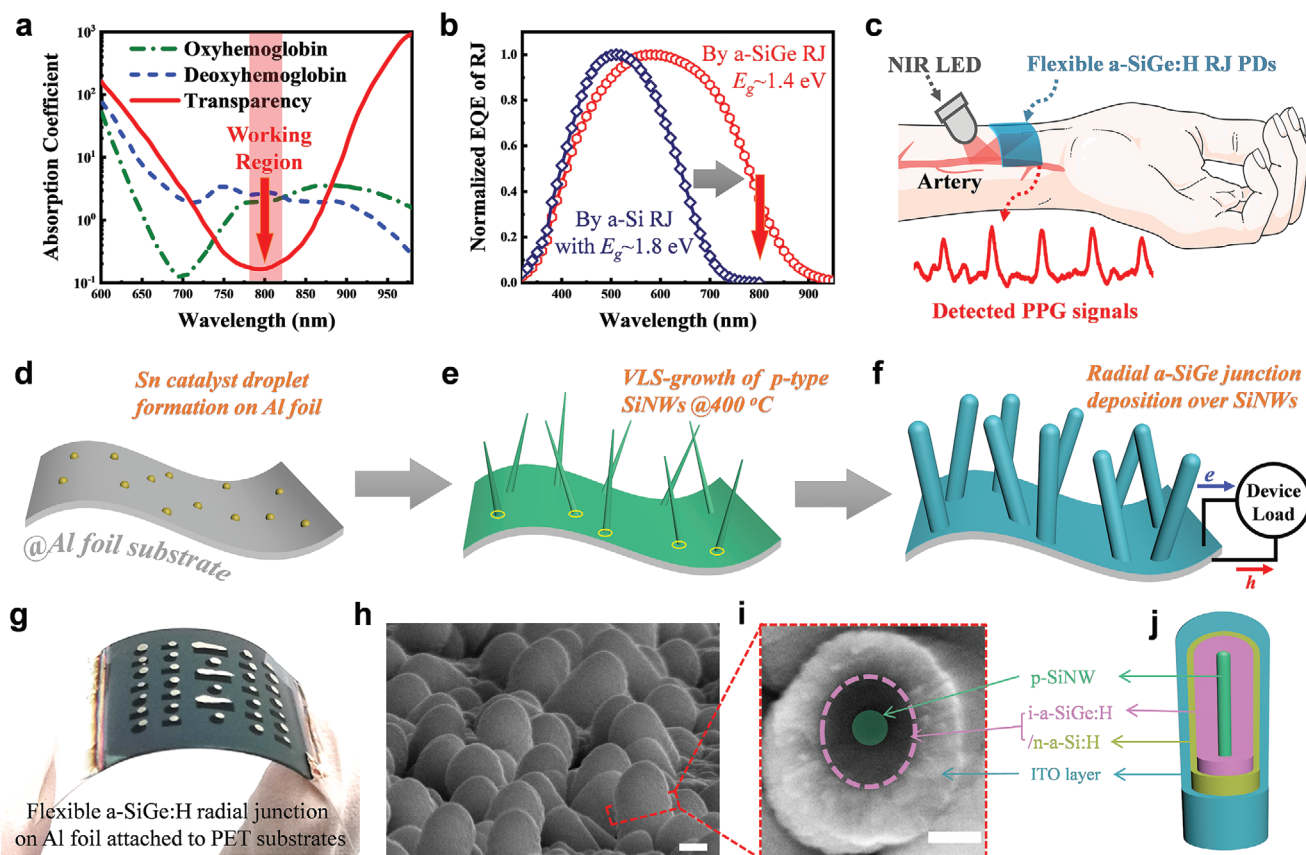 a
Absorption Coefficient
10³
10²
10¹
10⁰
10⁻¹
Oxyhemoglobin
Deoxyhemoglobin
Transparency
Working
Region
600 650 700 750 800 850 900 950
Wavelength (nm)
b
Normalized EQE of RJ
1.0
0.8
0.6
0.4
0.2
0.0
By a-SiGe RJ
Eg~1.4 eV
By a-Si RJ
with Eg~1.8 eV
400 500 600 700 800 900
Wavelength (nm)
c
NIR LED
Flexible a-SiGe:H RJ PDs
Artery
Detected PPG signals
d
Sn catalyst droplet
formation on Al foil
@Al foil substrate
e
VLS-growth of p-type
SiNWs @400 °C
f
Radial a-SiGe junction
deposition over SiNWs
e
Device
Load
h
g
Flexible a-SiGe:H radial junction
on Al foil attached to PET substrates
h
i
j
p-SiNW
i-a-SiGe:H
/n-a-Si:H
ITO layer